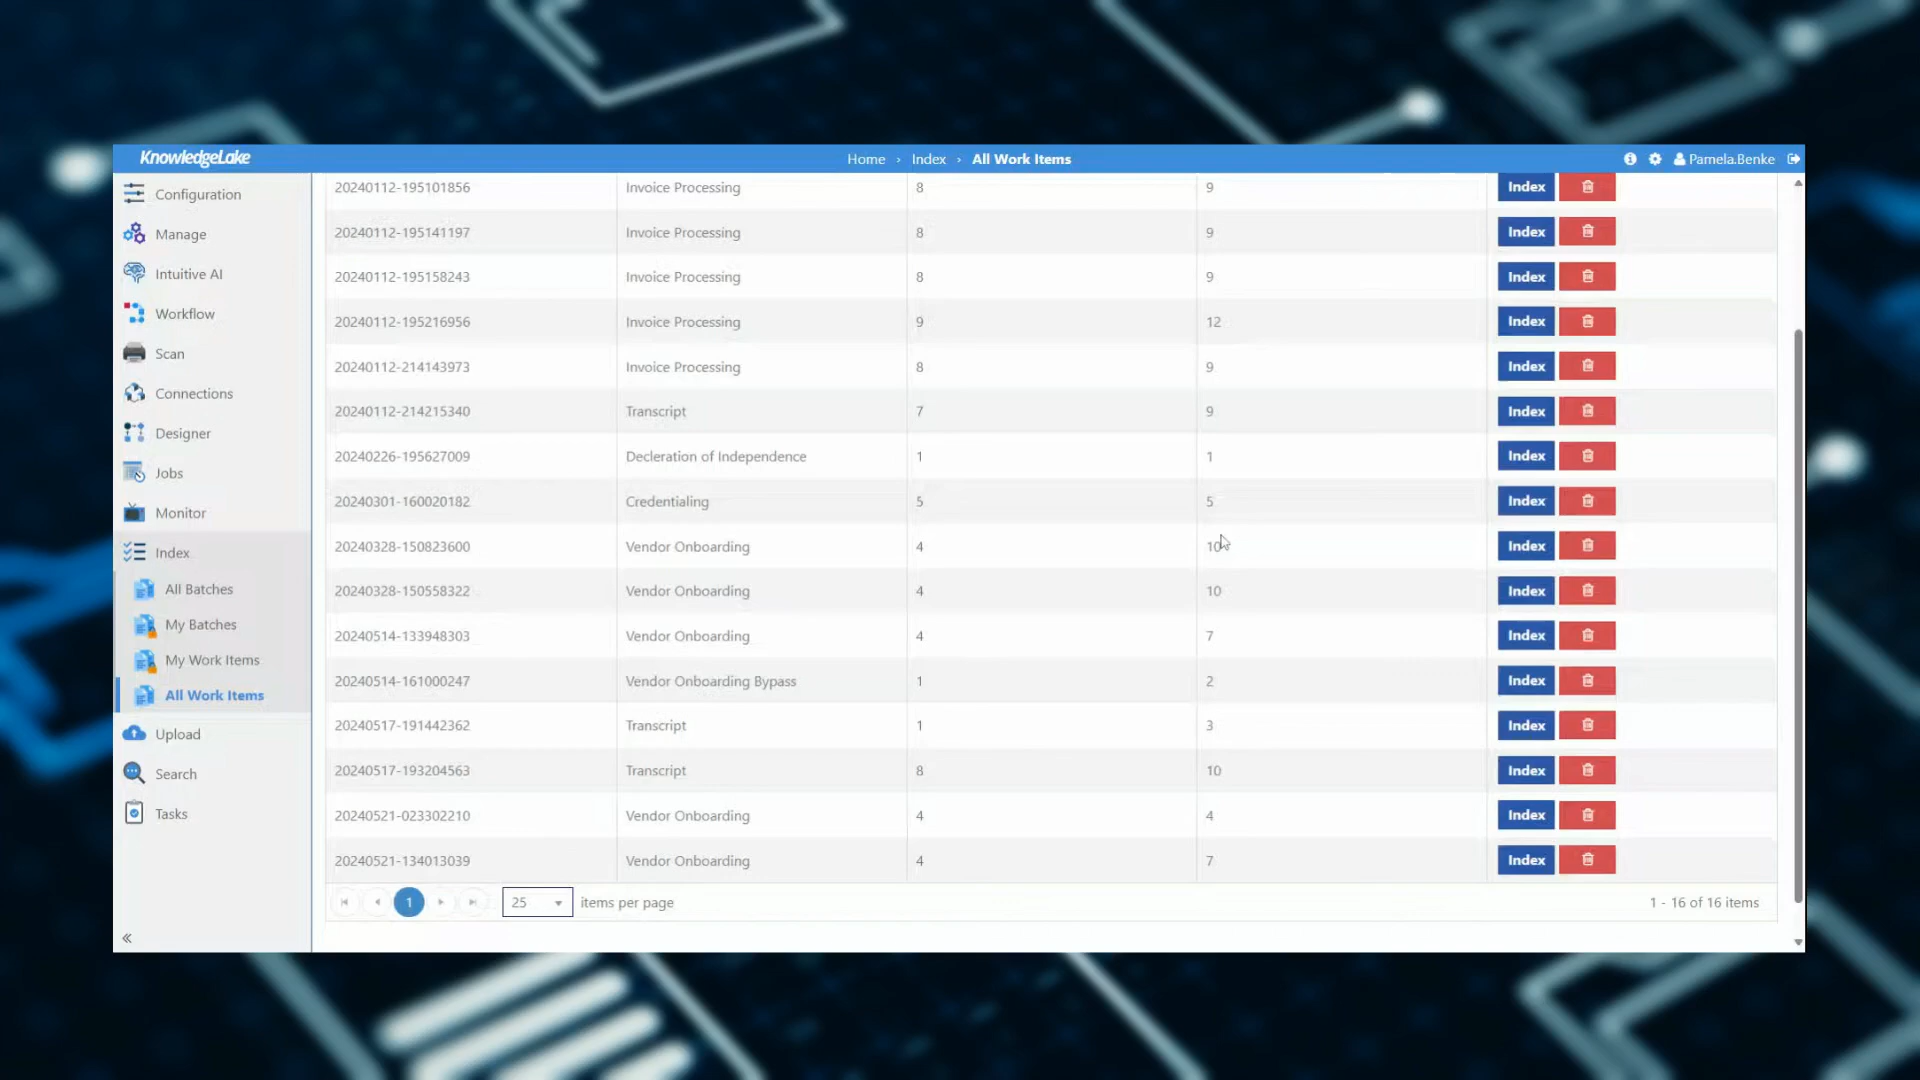 KnowledgeLake
Home › Index › All Work Items
Pamela.Benke
Configuration
Manage
Intuitive AI
Workflow
Scan
Connections
Designer
Jobs
Monitor
Index
All Batches
My Batches
My Work Items
All Work Items
Upload
Search
Tasks
20240112-195101856 Invoice Processing 8 9 Index
20240112-195141197 Invoice Processing 8 9 Index
20240112-195158243 Invoice Processing 8 9 Index
20240112-195216956 Invoice Processing 9 12 Index
20240112-214143973 Invoice Processing 8 9 Index
20240112-214215340 Transcript 7 9 Index
20240226-195627009 Decleration of Independence 1 1 Index
20240301-160020182 Credentialing 5 5 Index
20240328-150823600 Vendor Onboarding 4 10 Index
20240328-150558322 Vendor Onboarding 4 10 Index
20240514-133948303 Vendor Onboarding 4 7 Index
20240514-161000247 Vendor Onboarding Bypass 1 2 Index
20240517-191442362 Transcript 1 3 Index
20240517-193204563 Transcript 8 10 Index
20240521-023302210 Vendor Onboarding 4 4 Index
20240521-134013039 Vendor Onboarding 4 7 Index
1 25 items per page 1 - 16 of 16 items